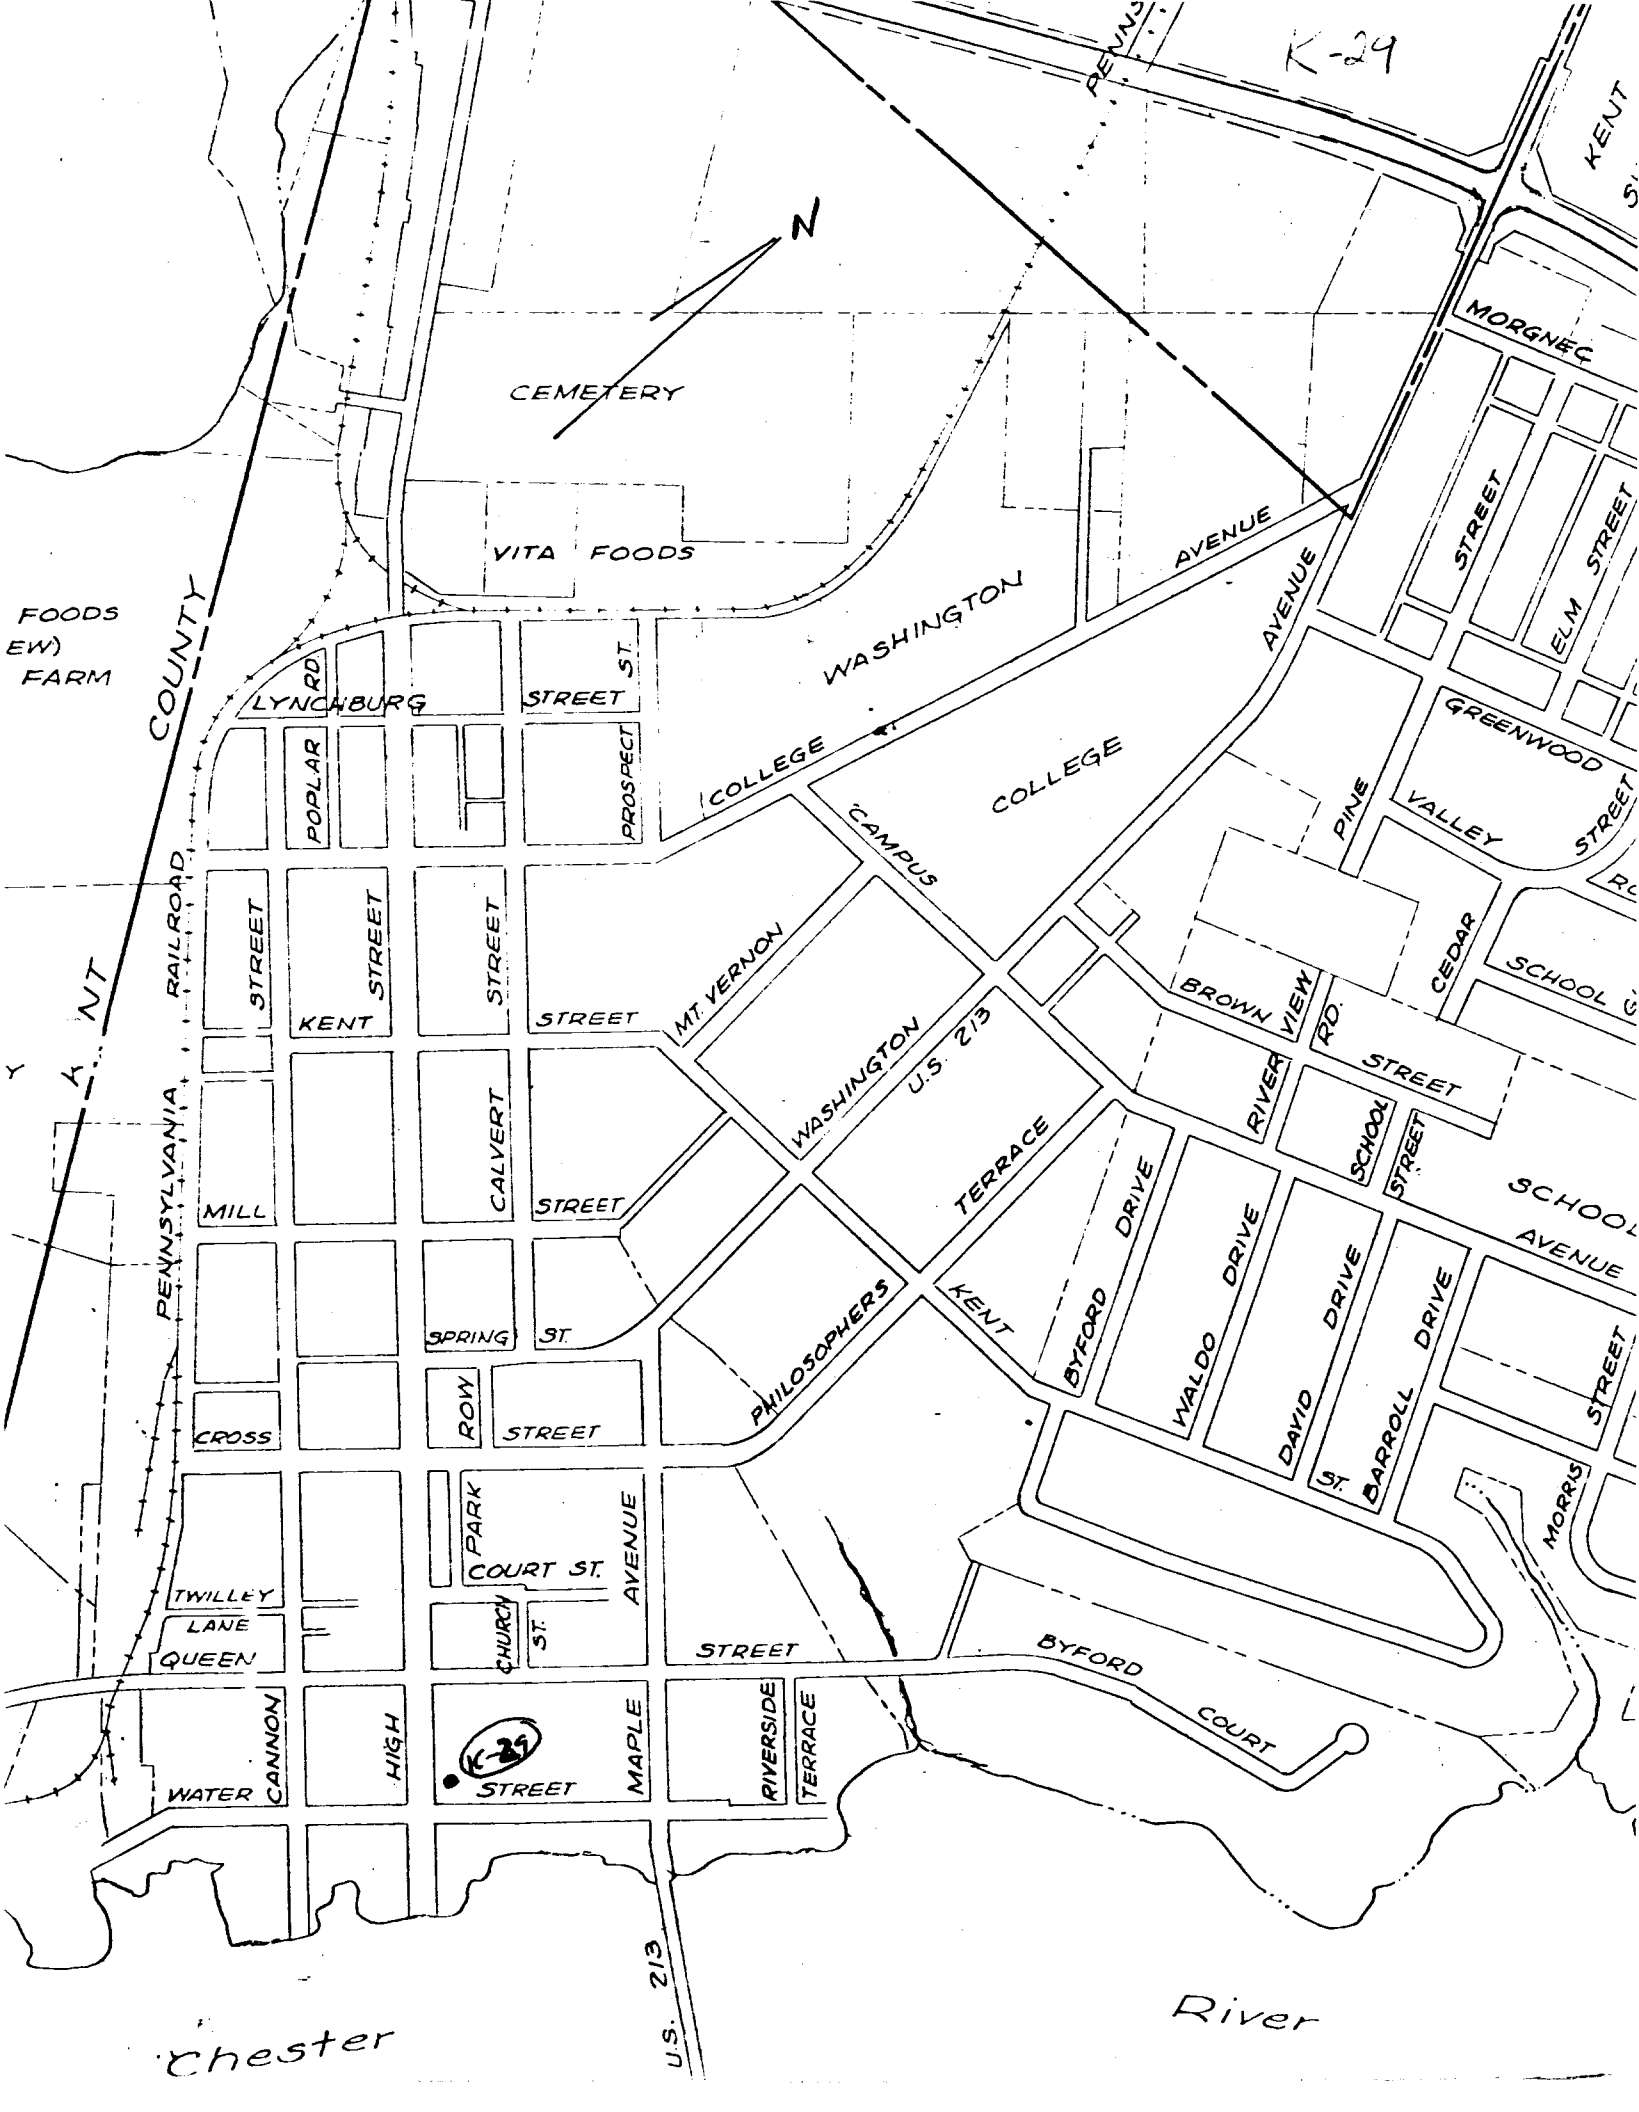 K-29
PENNS
KENT
N
MORGNEC
CEMETERY
STREET
STREET
VITA FOODS
AVENUE
FOODS
EW)
FARM
COUNTY
WASHINGTON
AVENUE
ELM
RD
ST.
LYNCHBURG
STREET
GREENWOOD
COLLEGE
COLLEGE
POPLAR
PROSPECT
PINE
VALLEY
STREET
CAMPUS
RAILROAD
STREET
STREET
STREET
MT. VERNON
CEDAR
NT
KENT
STREET
BROWN
VIEW
RD.
SCHOOL
WASHINGTON
U.S. 213
STREET
RIVER
PENNSYLVANIA
CALVERT
TERRACE
SCHOOL
STREET
MILL
STREET
DRIVE
DRIVE
SCHOOL
AVENUE
DRIVE
DRIVE
SPRING ST.
PHILOSOPHERS
KENT
BYFORD
WALDO
STREET
CROSS
ROW
STREET
DAVID
ST.
BARROLL
PARK
AVENUE
MORRIS
COURT ST.
TWILLEY
LANE
CHURCH
ST.
QUEEN
STREET
BYFORD
COURT
CANNON
HIGH
K-29
MAPLE
RIVERSIDE
TERRACE
WATER
STREET
U.S. 213
River
Chester